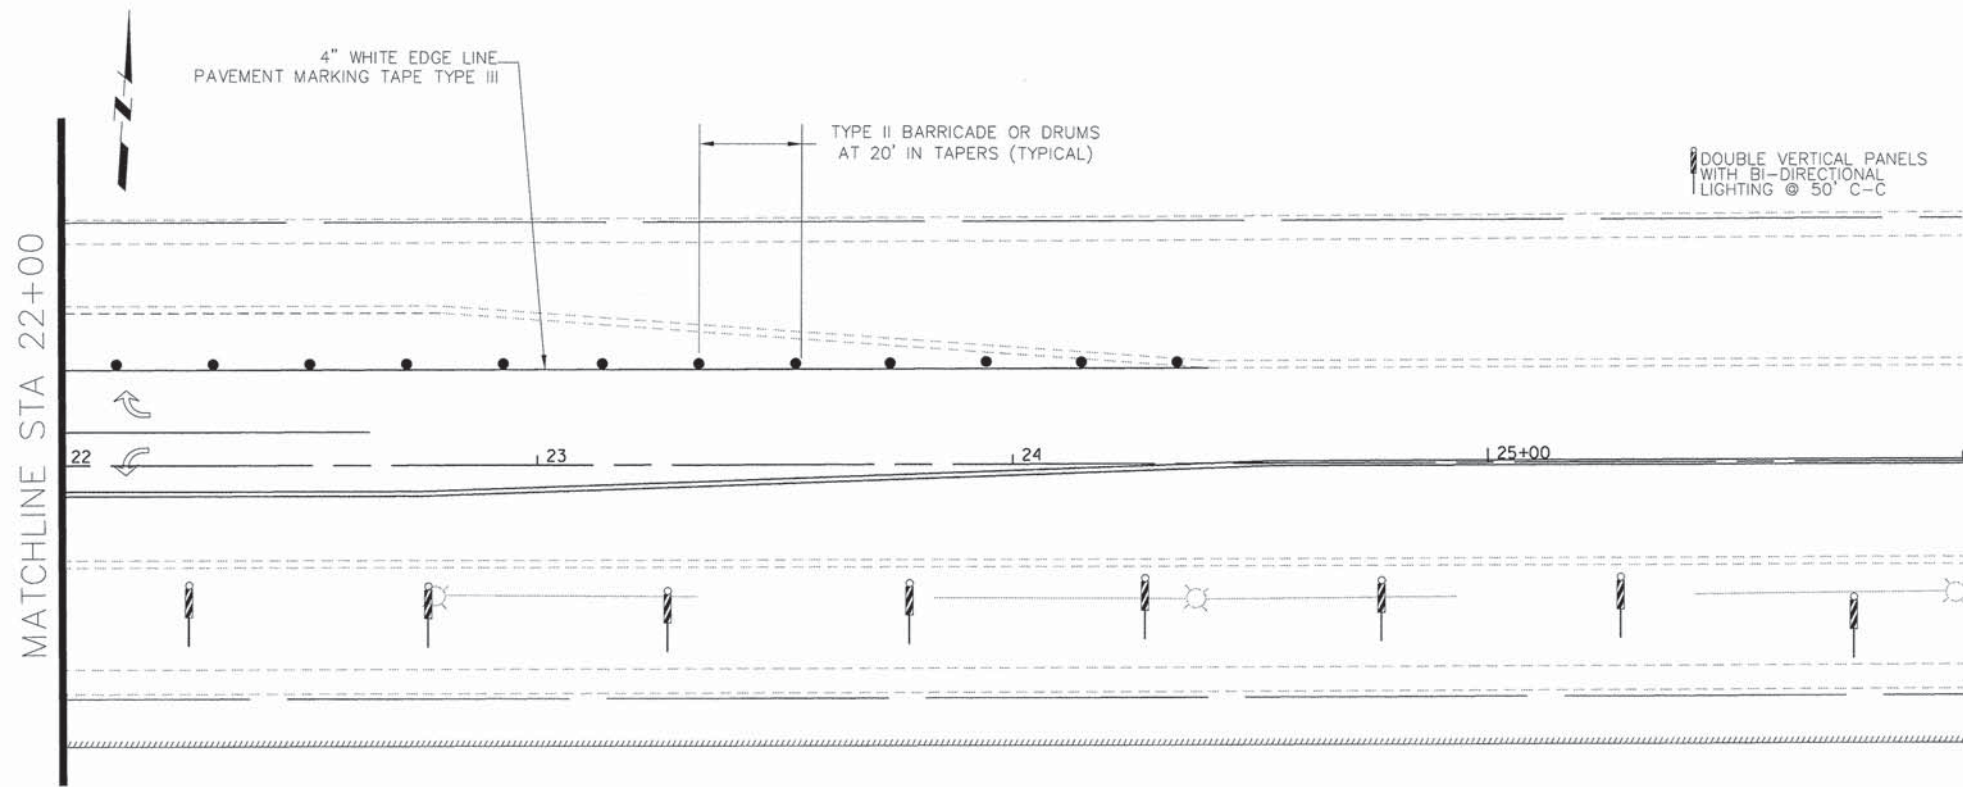 4" WHITE EDGE LINE
PAVEMENT MARKING TAPE TYPE III
N
TYPE II BARRICADE OR DRUMS
AT 20' IN TAPERS (TYPICAL)
DOUBLE VERTICAL PANELS
WITH BI-DIRECTIONAL
LIGHTING @ 50' C-C
MATCHLINE STA 22+00
22
23
24
25+00